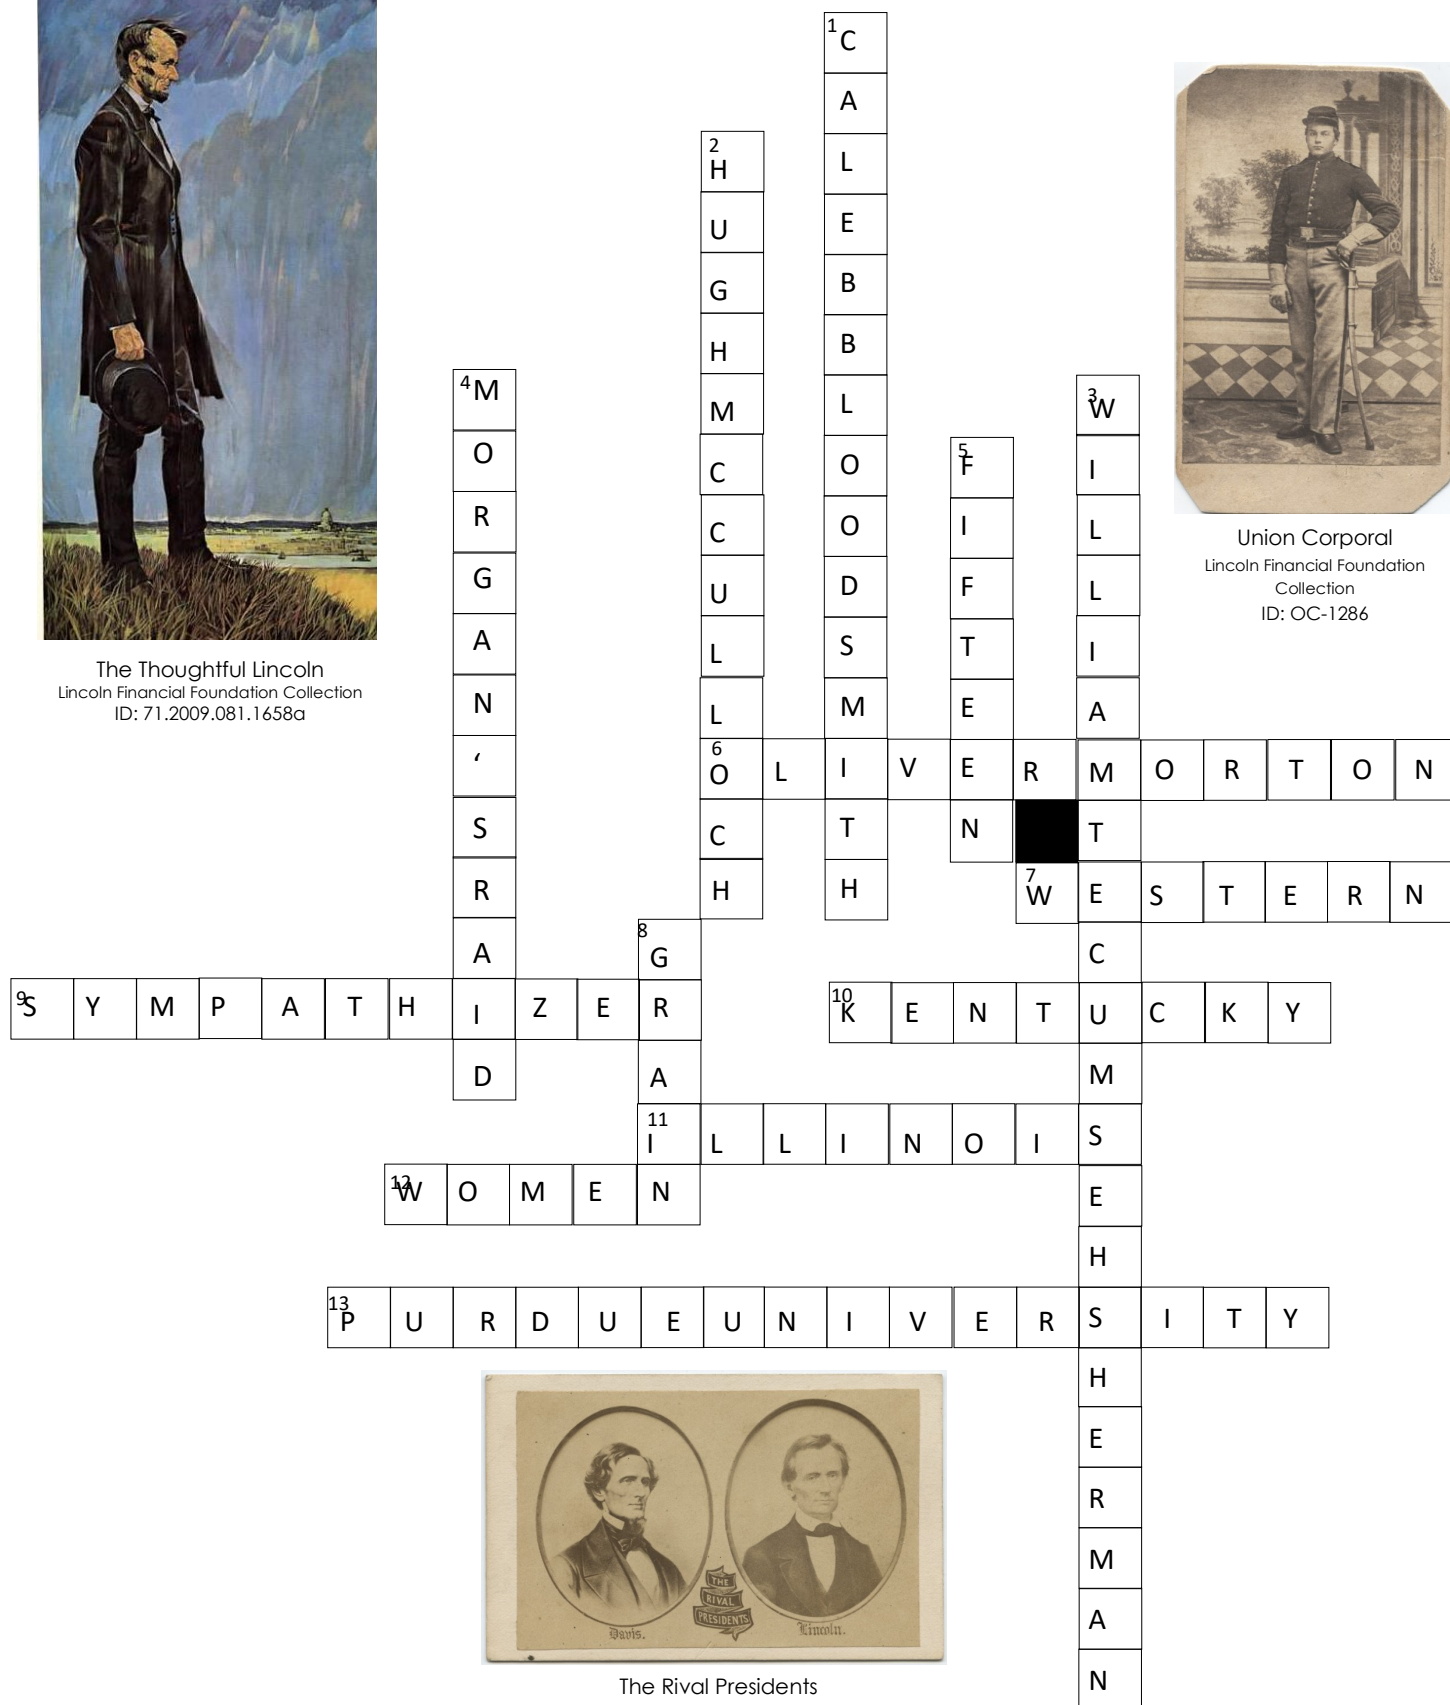 1 CALEBBLOODSMITH
2 HUGHMCCULLLOCH
3 WILLIAMTECUMSEHSHERMAN
4 MORGAN‘SRAID
5 FIFTEEN
6 OLIVERMORTON
7 WESTERN
8 GRAIN
9 SYMPATHIZER
10 KENTUCKY
11 ILLINOIS
12 WOMEN
13 PURDUEUNIVERSITY
The Thoughtful Lincoln
Lincoln Financial Foundation Collection
ID: 71.2009.081.1658a
Union Corporal
Lincoln Financial Foundation
Collection
ID: OC-1286
THE
RIVAL
PRESIDENTS
Davis.
Lincoln.
The Rival Presidents